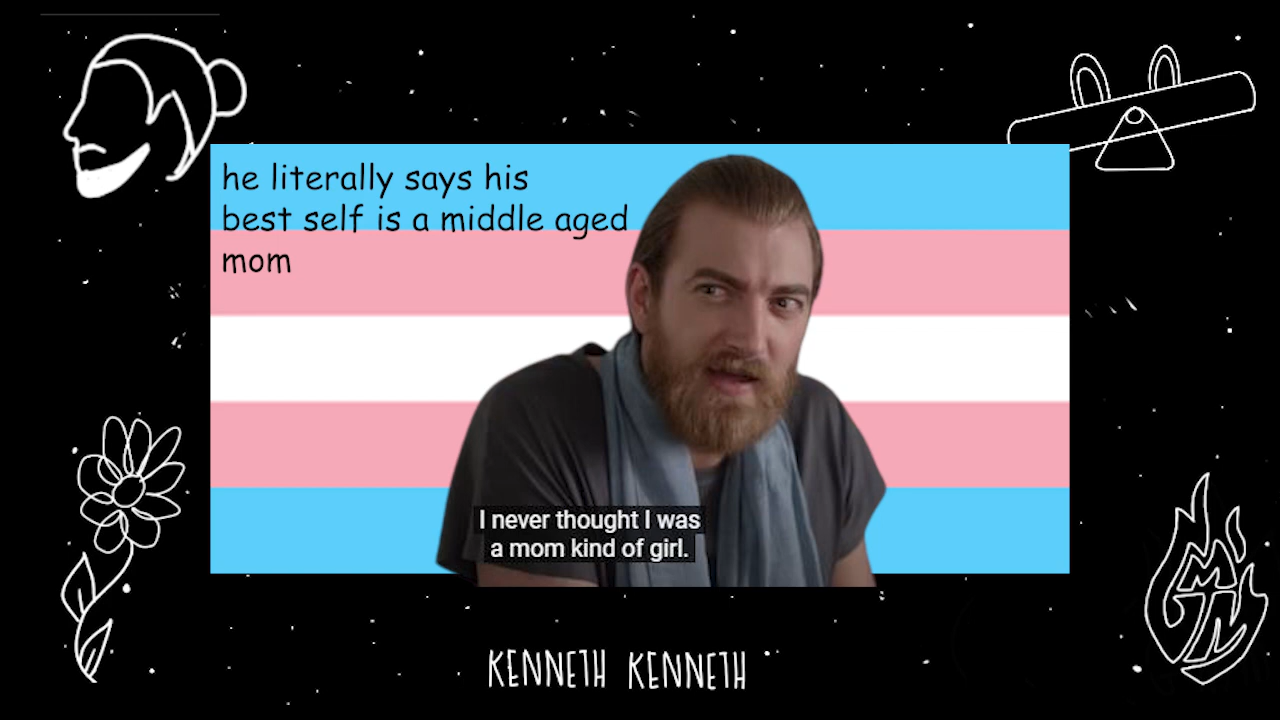 he literally says his
best self is a middle aged
mom
I never thought I was
a mom kind of girl.
GMTN
KENNETH KENNETH